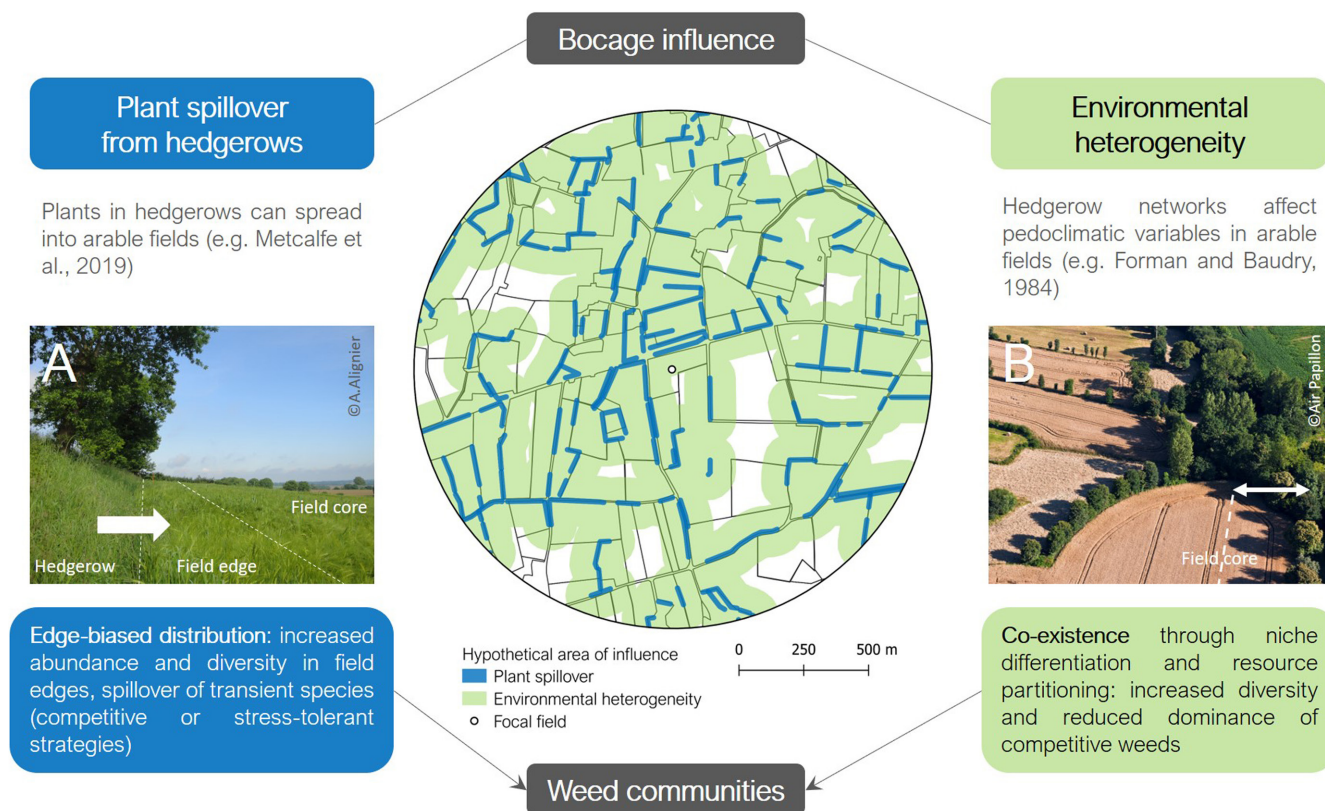 Bocage influence
Plant spillover
from hedgerows
Plants in hedgerows can spread
into arable fields (e.g. Metcalfe et
al., 2019)
A
©A.Alignier
Field core
Hedgerow
Field edge
Edge-biased distribution: increased
abundance and diversity in field
edges, spillover of transient species
(competitive or stress-tolerant
strategies)
Hypothetical area of influence
Plant spillover
Environmental heterogeneity
Focal field
0 250 500 m
Environmental
heterogeneity
Hedgerow networks affect
pedoclimatic variables in arable
fields (e.g. Forman and Baudry,
1984)
B
©Air Papillon
Field core
Co-existence through niche
differentiation and resource
partitioning: increased diversity
and reduced dominance of
competitive weeds
Weed communities